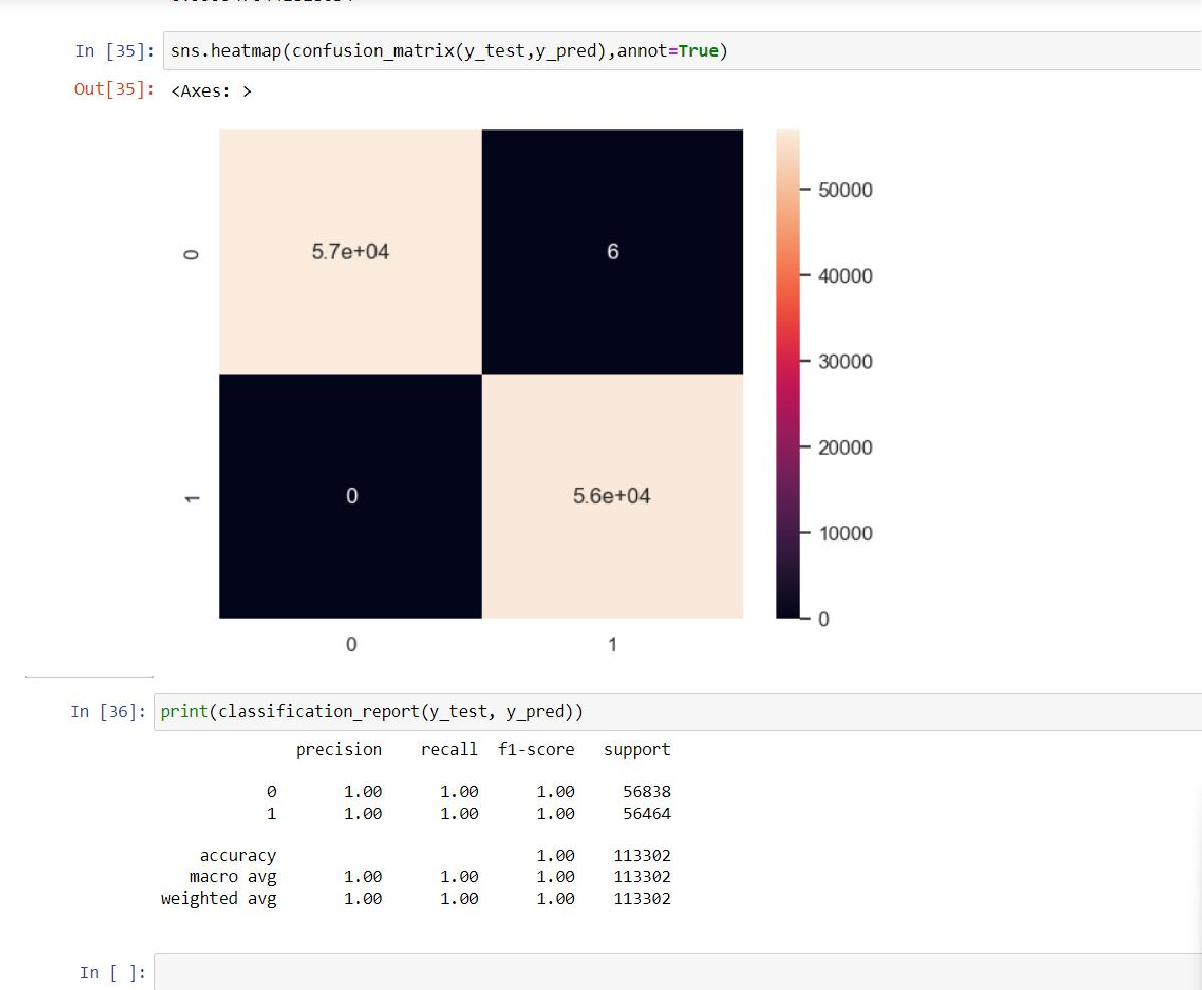 In [35]: sns.heatmap(confusion_matrix(y_test,y_pred),annot=True)
Out[35]: <Axes: >
50000
0 5.7e+04 6
40000
30000
20000
1 0 5.6e+04
10000
0
0 1
In [36]: print(classification_report(y_test, y_pred))
precision recall f1-score support
0 1.00 1.00 1.00 56838
1 1.00 1.00 1.00 56464
accuracy 1.00 113302
macro avg 1.00 1.00 1.00 113302
weighted avg 1.00 1.00 1.00 113302
In [ ]: